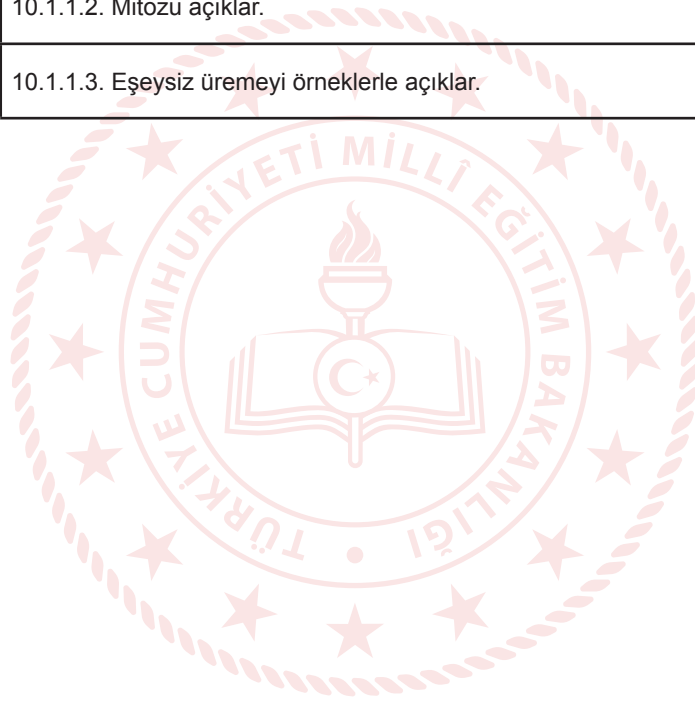 10.1.1.2. Mitozu açıklar.
10.1.1.3. Eşeysiz üremeyi örneklerle açıklar.
TÜRKİYE CUMHURİYETİ MİLLÎ EĞİTİM BAKANLIĞI